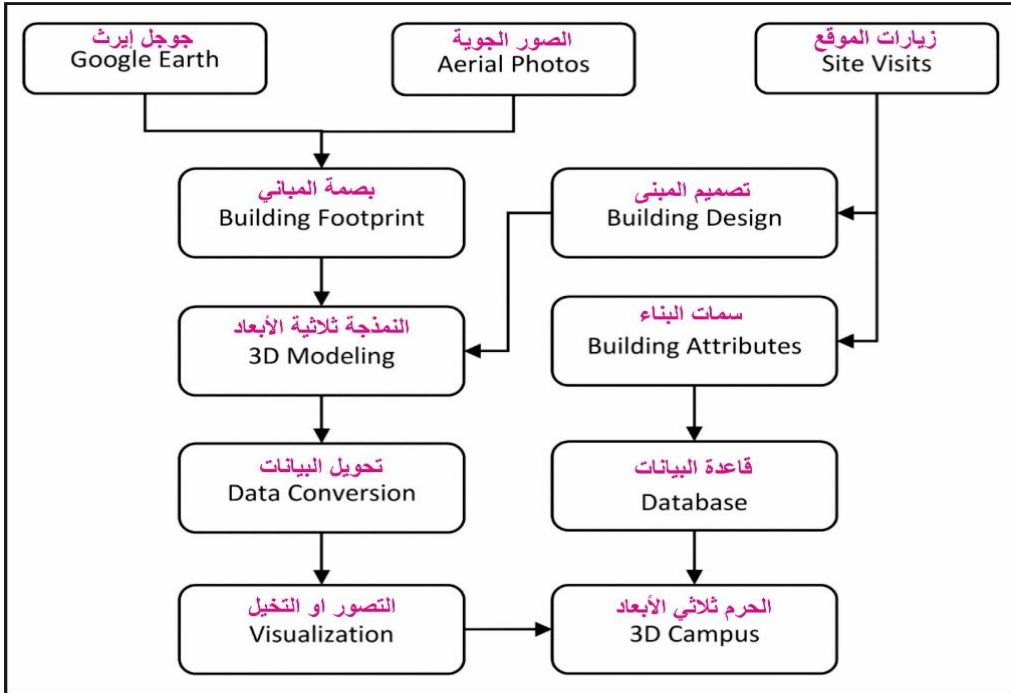 جوجل إيرث
Google Earth
الصور الجوية
Aerial Photos
زيارات الموقع
Site Visits
بصمة المباني
Building Footprint
تصميم المبنى
Building Design
النمذجة ثلاثية الأبعاد
3D Modeling
سمات البناء
Building Attributes
تحويل البيانات
Data Conversion
قاعدة البيانات
Database
التصور او التخيل
Visualization
الحرم ثلاثي الأبعاد
3D Campus